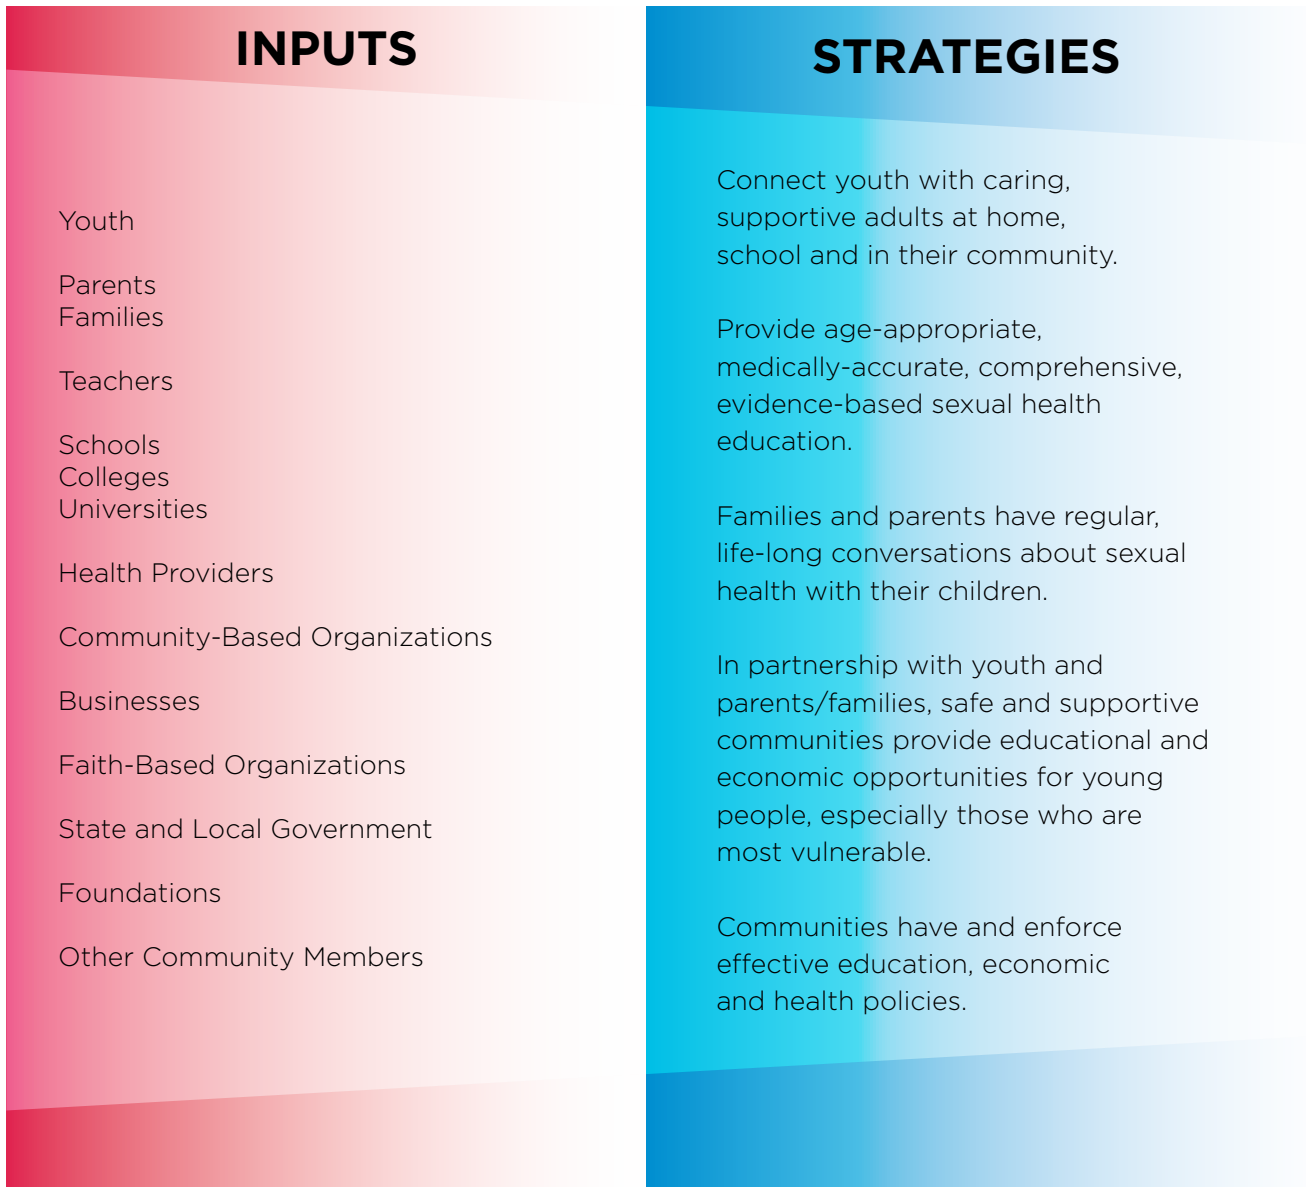 INPUTS
Youth
Parents
Families
Teachers
Schools
Colleges
Universities
Health Providers
Community-Based Organizations
Businesses
Faith-Based Organizations
State and Local Government
Foundations
Other Community Members
STRATEGIES
Connect youth with caring,
supportive adults at home,
school and in their community.
Provide age-appropriate,
medically-accurate, comprehensive,
evidence-based sexual health
education.
Families and parents have regular,
life-long conversations about sexual
health with their children.
In partnership with youth and
parents/families, safe and supportive
communities provide educational and
economic opportunities for young
people, especially those who are
most vulnerable.
Communities have and enforce
effective education, economic
and health policies.